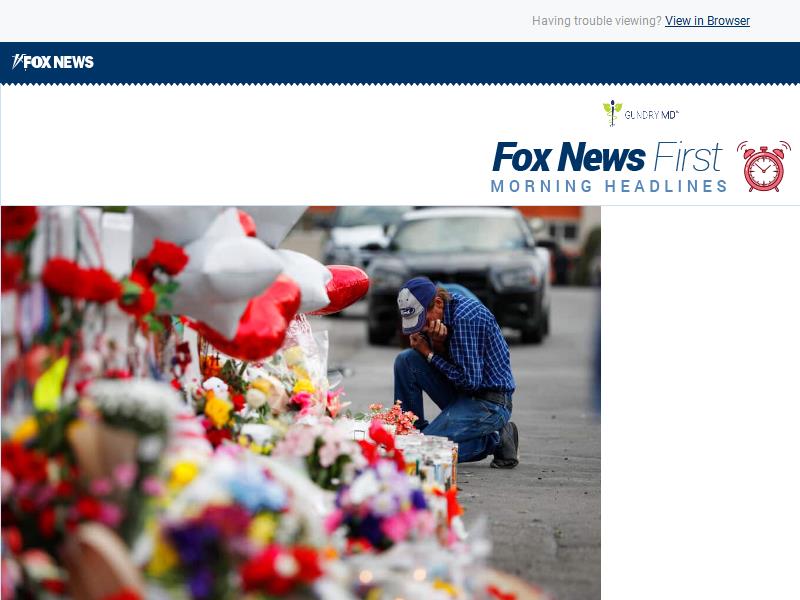 Having trouble viewing? View in Browser
FOX NEWS
GUNDRY MD
Fox News First
MORNING HEADLINES